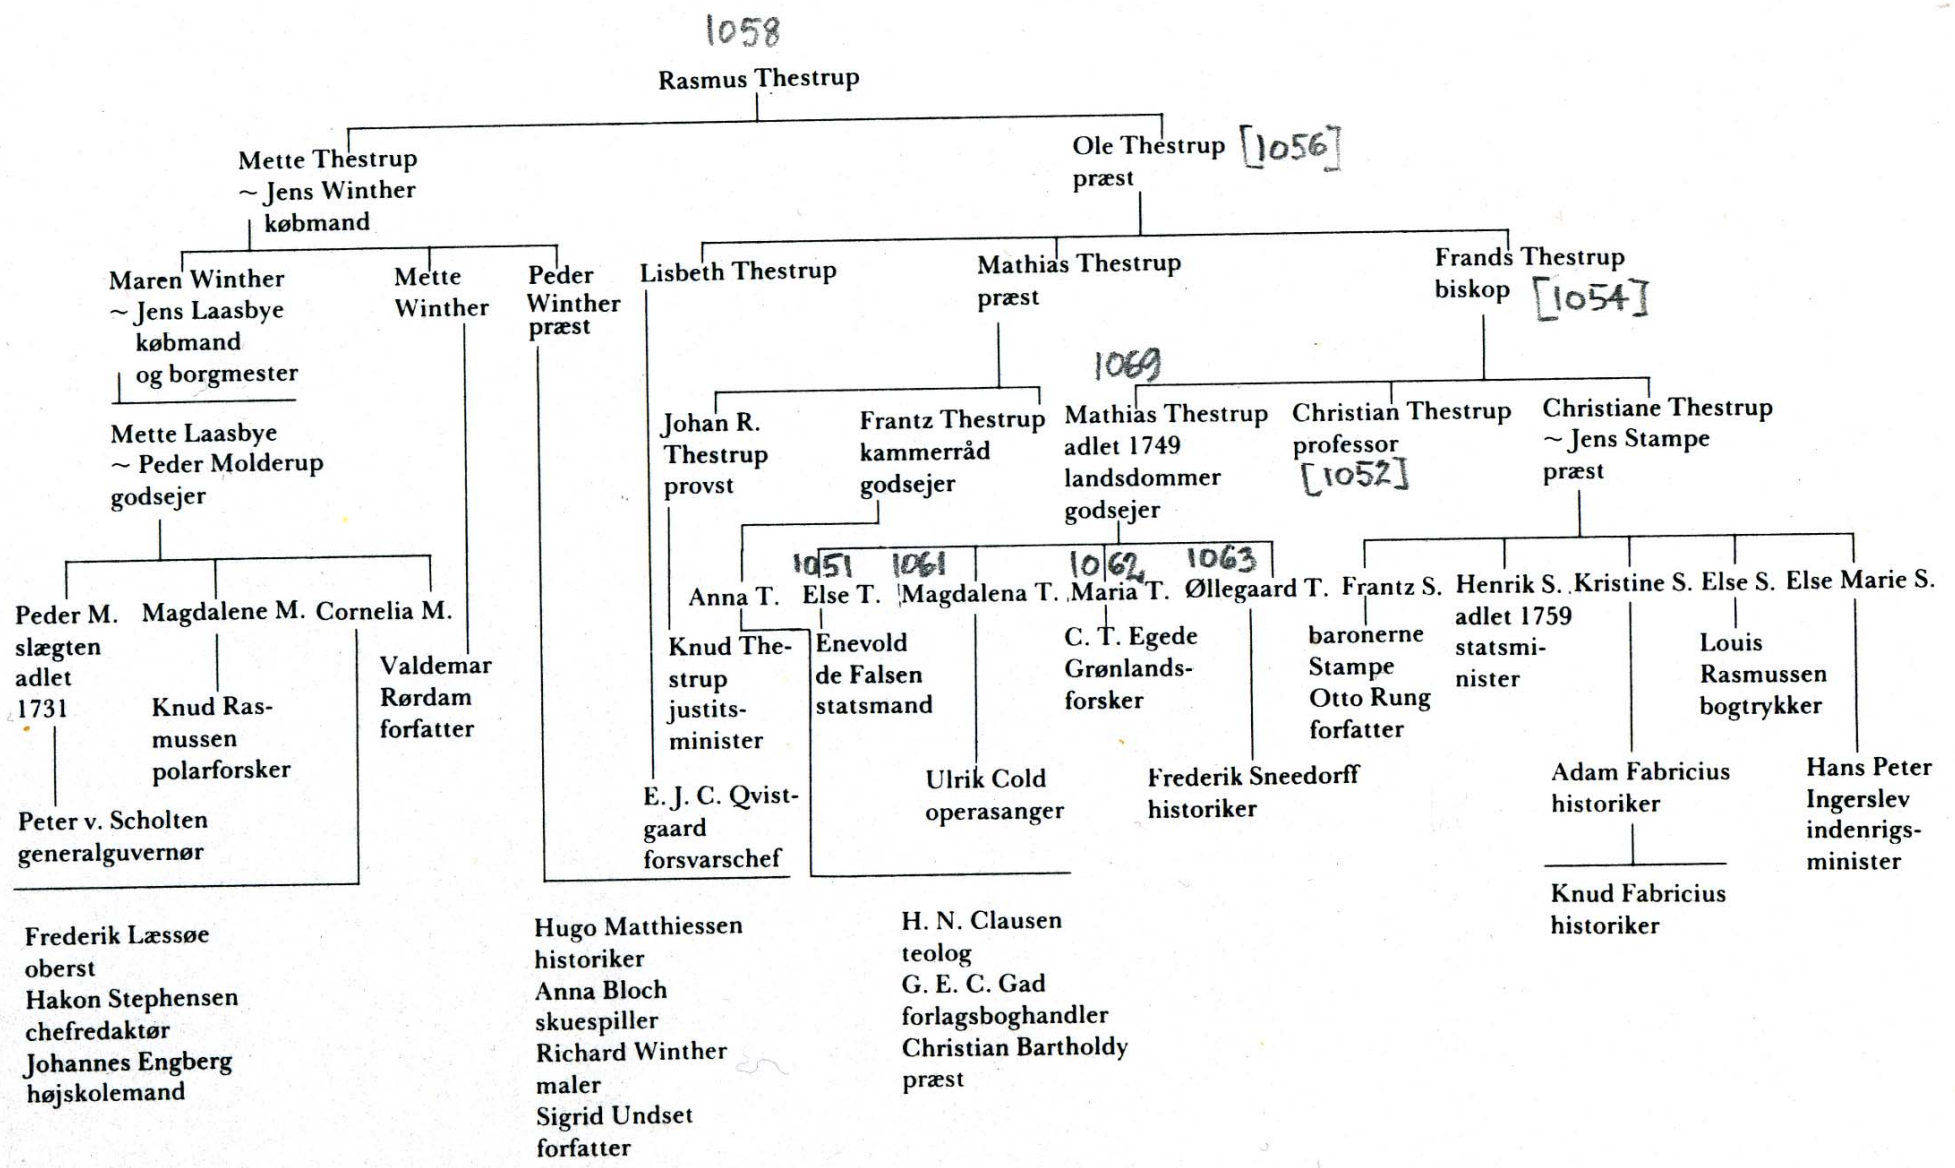 1058
Rasmus Thestrup
Mette Thestrup
~ Jens Winther
købmand
Ole Thestrup [1056]
præst
Maren Winther
~ Jens Laasbye
købmand
og borgmester
Mette
Winther
Peder
Winther
præst
Lisbeth Thestrup
Mathias Thestrup
præst
Frands Thestrup
biskop [1054]
Mette Laasbye
~ Peder Molderup
godsejer
Johan R.
Thestrup
provst
Frantz Thestrup
kammerråd
godsejer
1069
Mathias Thestrup
adlet 1749
landsdommer
godsejer
Christian Thestrup
professor
[1052]
Christiane Thestrup
~ Jens Stampe
præst
Peder M.
slægten
adlet
1731
Magdalene M.
Cornelia M.
Anna T.
1051
Else T.
1061
Magdalena T.
1062
Maria T.
1063
Øllegaard T.
Frantz S.
Henrik S.
adlet 1759
statsmi-
nister
Kristine S.
Else S.
Else Marie S.
Knud Ras-
mussen
polarforsker
Valdemar
Rørdam
forfatter
Knud The-
strup
justits-
minister
Enevold
de Falsen
statsmand
C. T. Egede
Grønlands-
forsker
baronerne
Stampe
Otto Rung
forfatter
Louis
Rasmussen
bogtrykker
Peter v. Scholten
generalguvernør
E. J. C. Qvist-
gaard
forsvarschef
Ulrik Cold
operasanger
Frederik Sneedorff
historiker
Adam Fabricius
historiker
Hans Peter
Ingerslev
indenrigs-
minister
Knud Fabricius
historiker
Frederik Læssøe
oberst
Hakon Stephensen
chefredaktør
Johannes Engberg
højskolemand
Hugo Matthiessen
historiker
Anna Bloch
skuespiller
Richard Winther
maler
Sigrid Undset
forfatter
H. N. Clausen
teolog
G. E. C. Gad
forlagsboghandler
Christian Bartholdy
præst